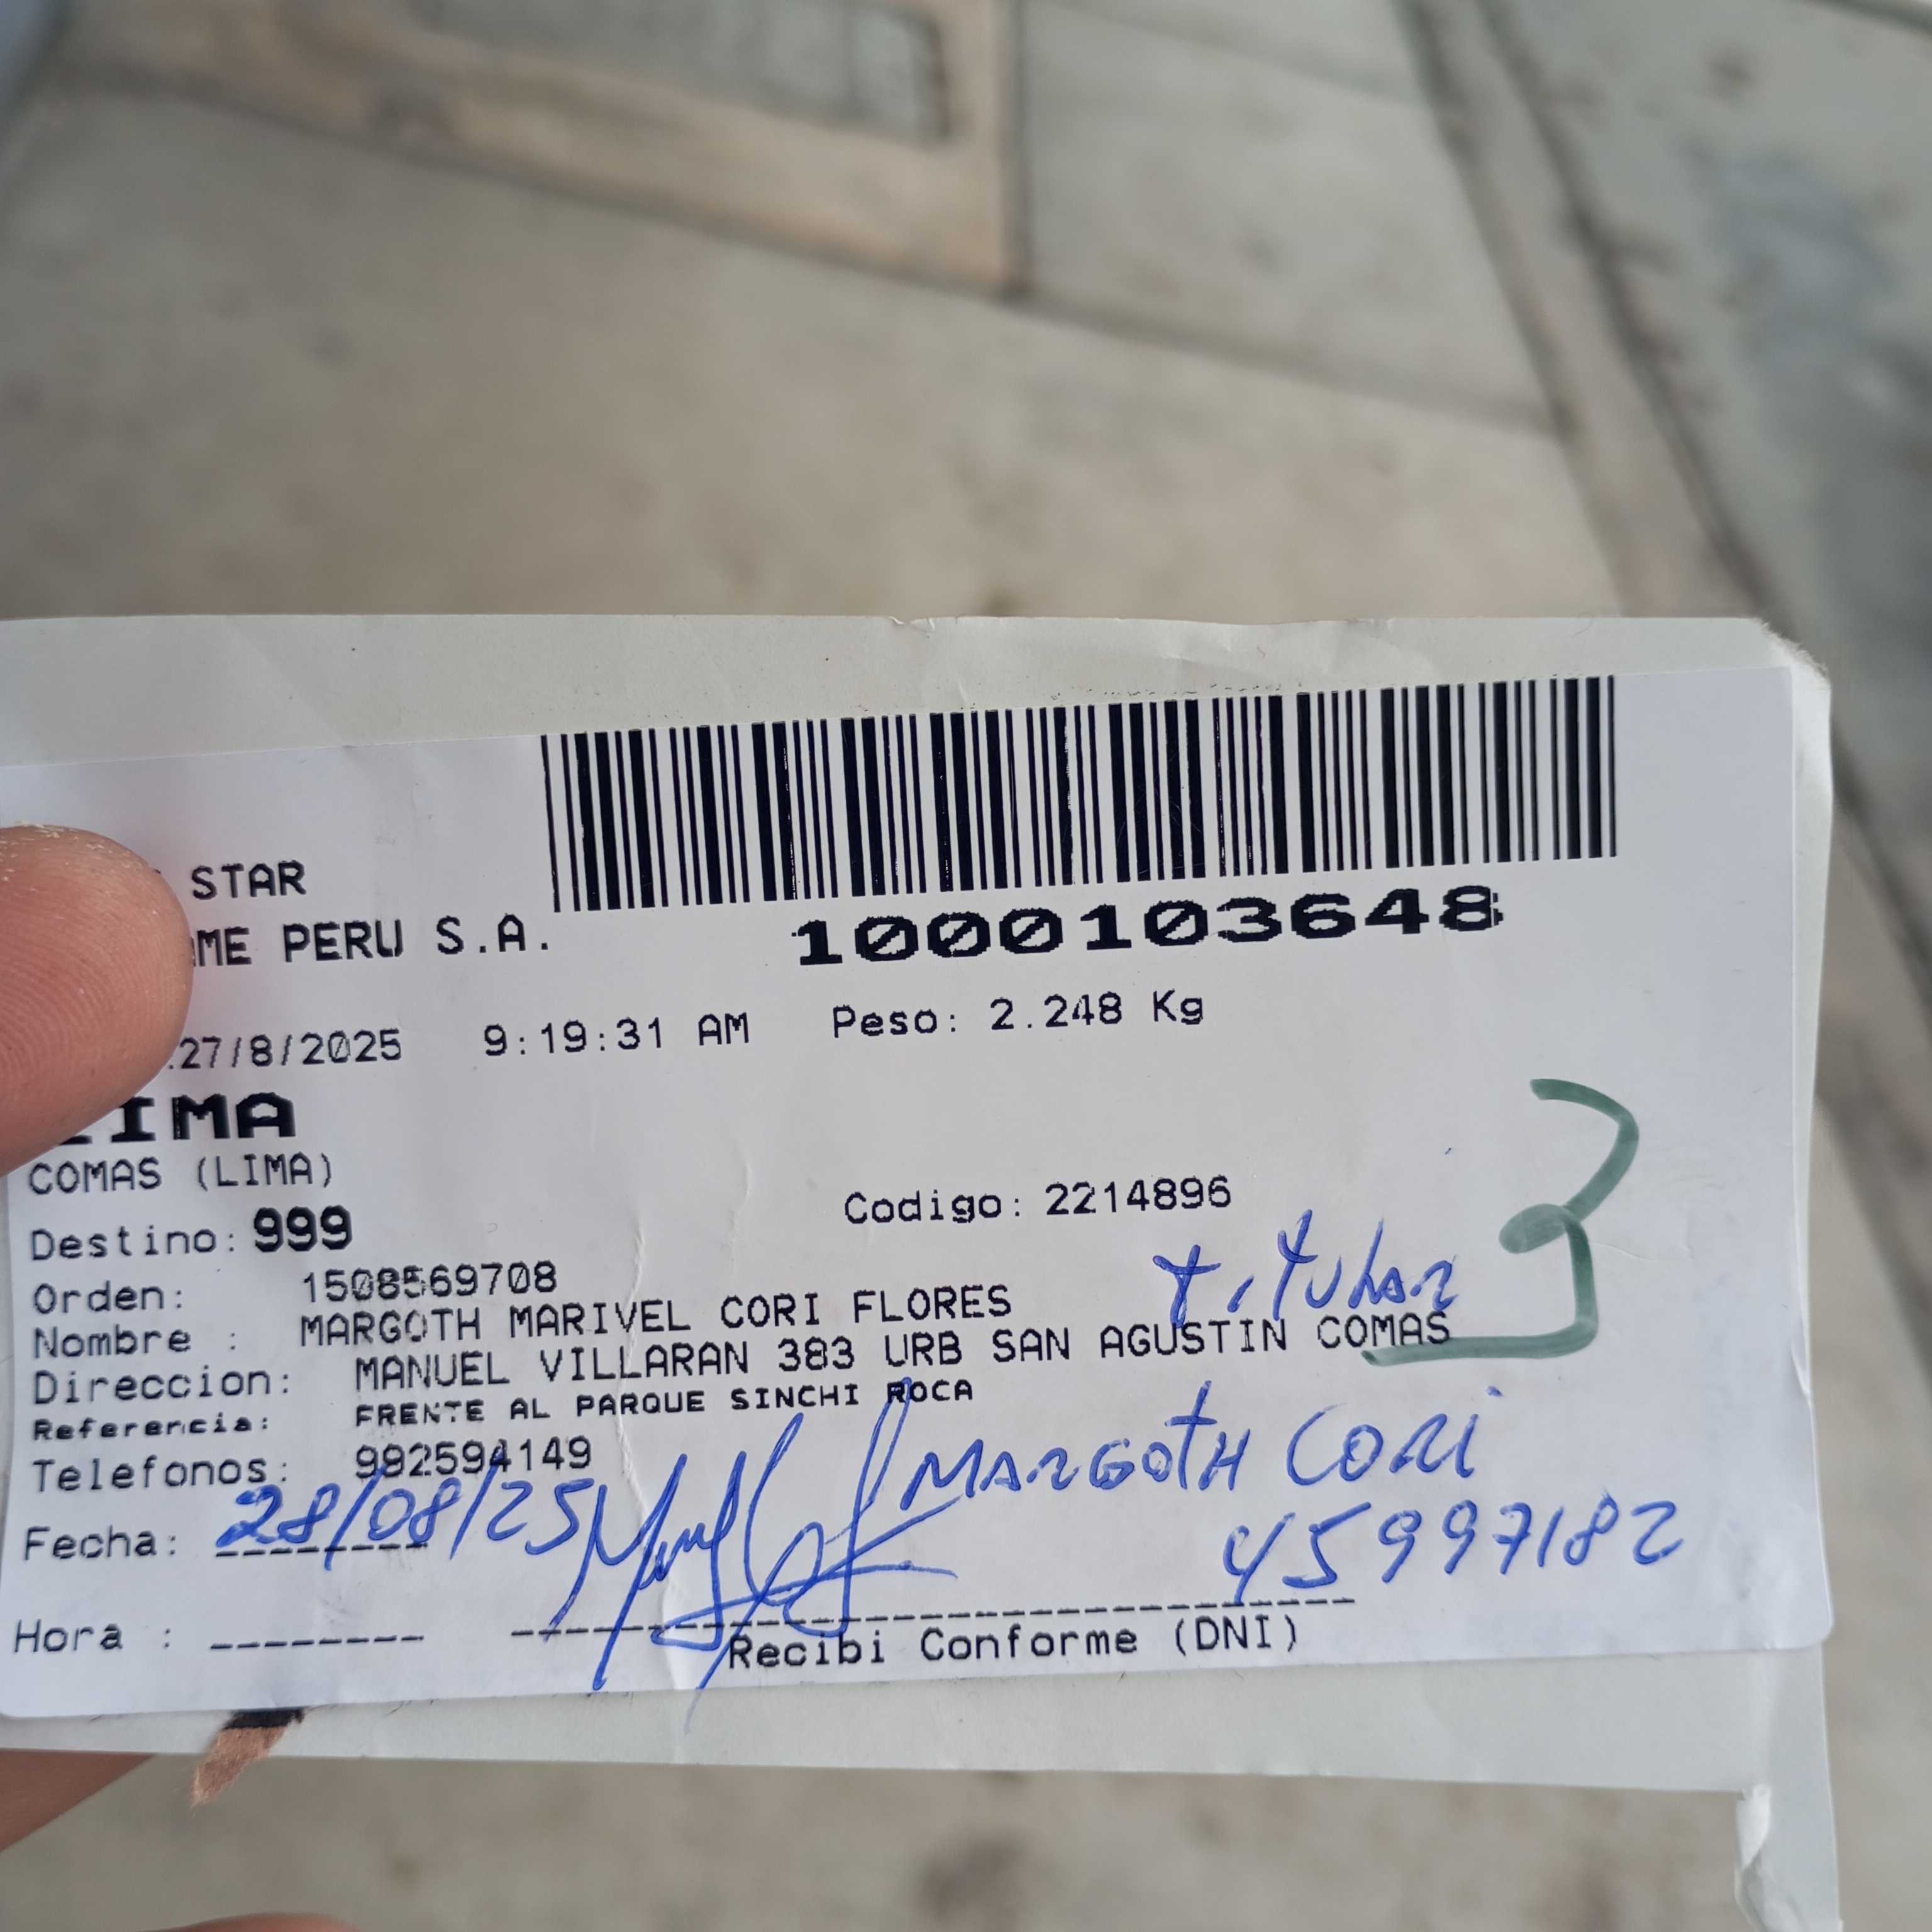 STAR
ME PERU S.A.
1000103648
27/8/2025 9:19:31 AM Peso: 2.248 Kg
LIMA
COMAS (LIMA)
Codigo: 2214896
Destino: 999
Orden: 1508569708
Titular
3
Nombre : MARGOTH MARIVEL CORI FLORES
Direccion: MANUEL VILLARAN 383 URB SAN AGUSTIN COMAS
Referencia: FRENTE AL PARQUE SINCHI ROCA
Telefonos: 992594149
MARGOTH CORI
Fecha: 28/08/25
45997182
Hora :
Recibi Conforme (DNI)